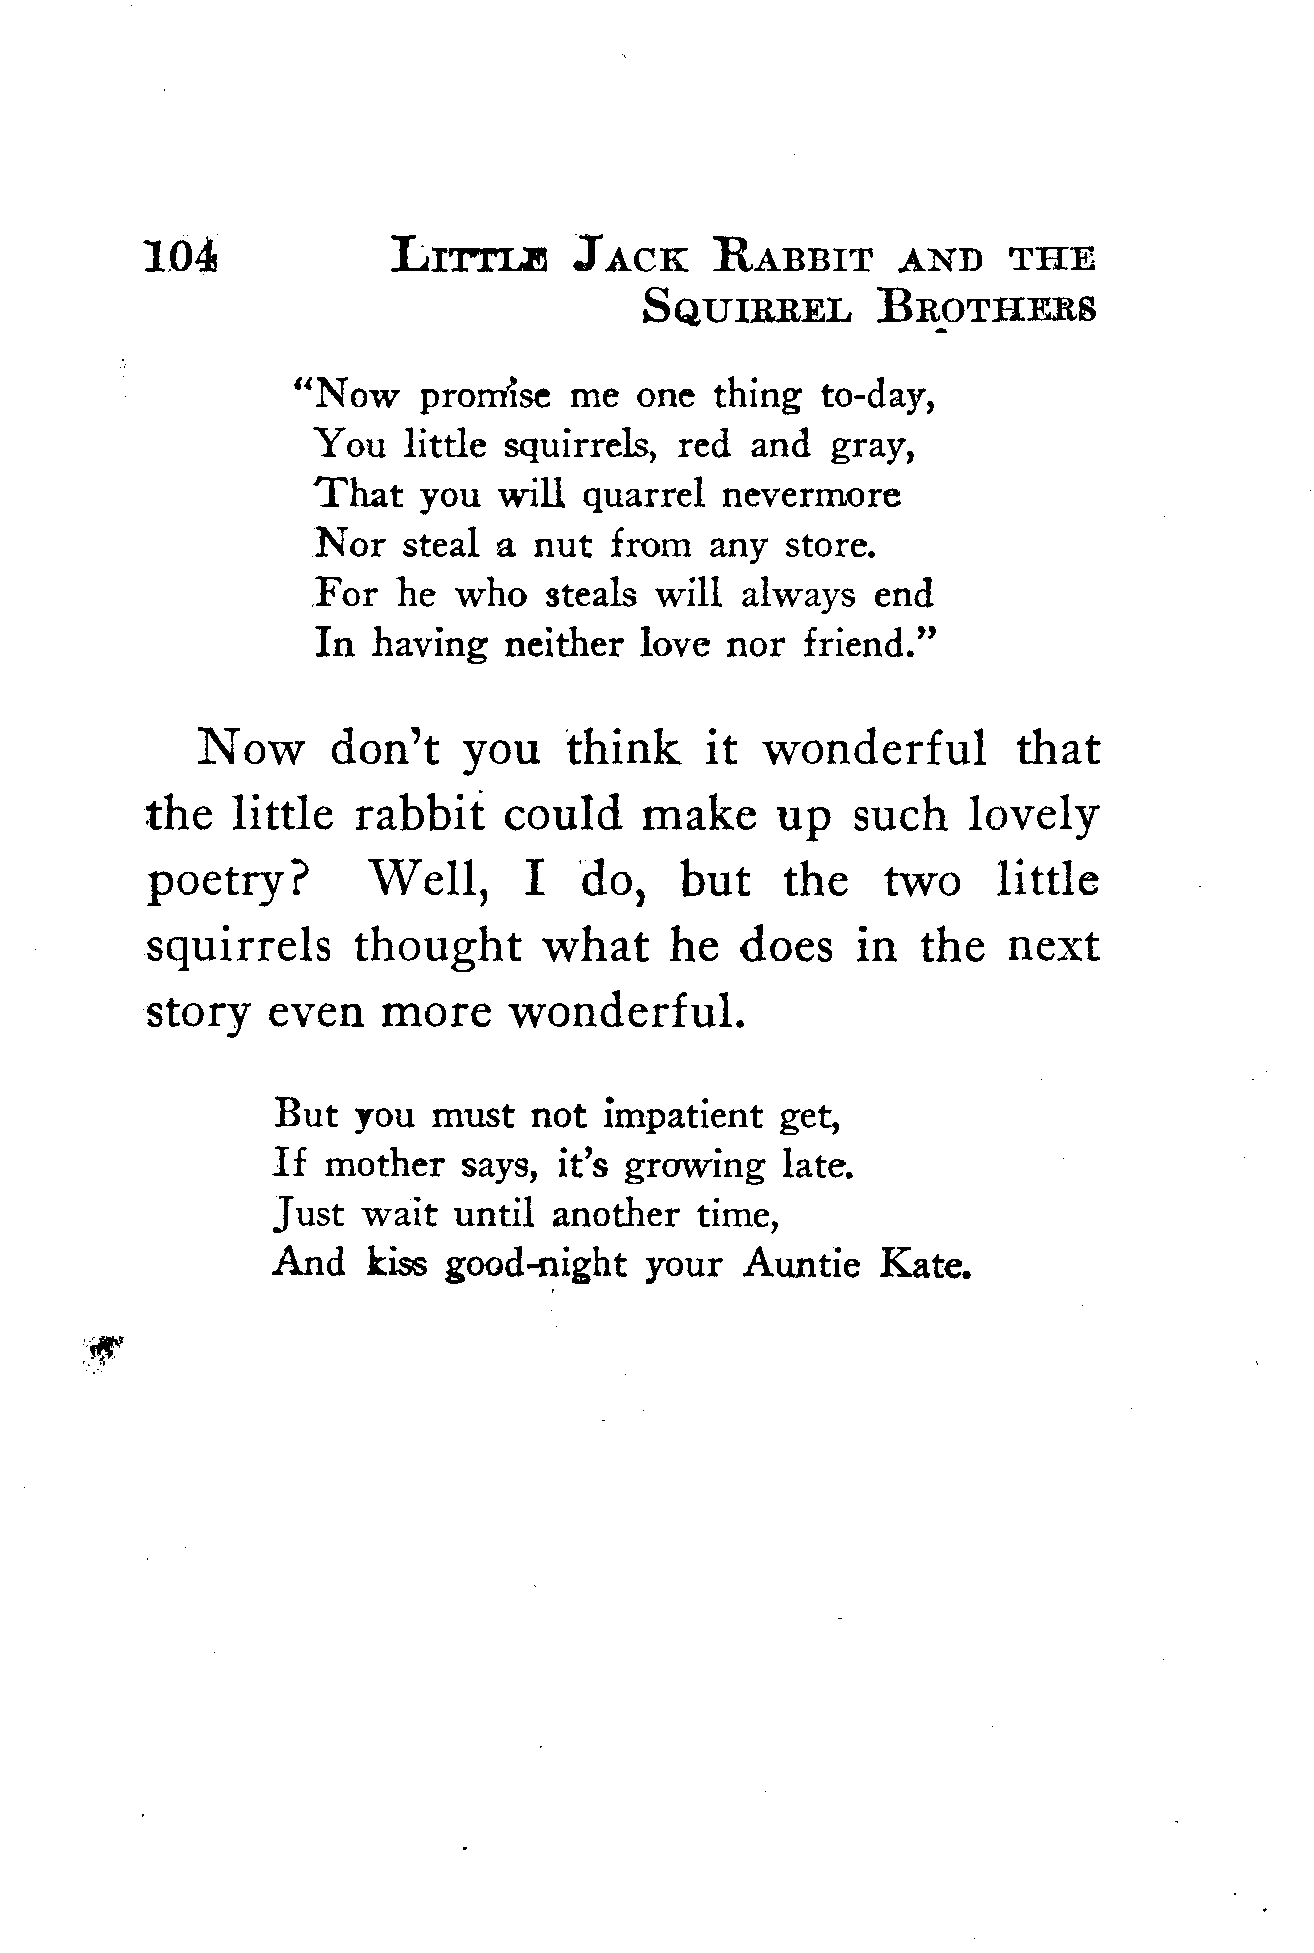 104 Little Jack Rabbit and the
Squirrel Brothers
"Now promise me one thing to-day,
You little squirrels, red and gray,
That you will quarrel nevermore
Nor steal a nut from any store.
For he who steals will always end
In having neither love nor friend."
Now don't you think it wonderful that
the little rabbit could make up such lovely
poetry? Well, I do, but the two little
squirrels thought what he does in the next
story even more wonderful.
But you must not impatient get,
If mother says, it's growing late.
Just wait until another time,
And kiss good-night your Auntie Kate.